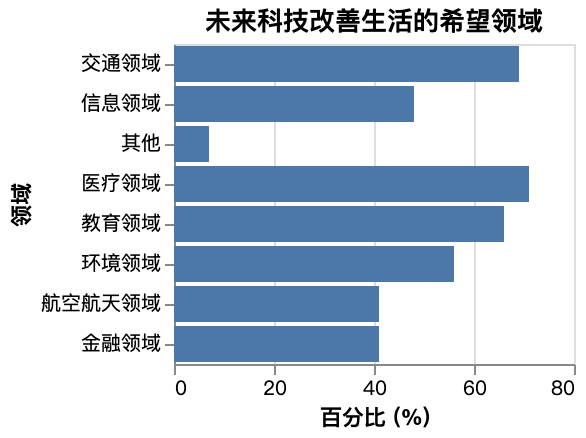 未来科技改善生活的希望领域
领域
交通领域
信息领域
其他
医疗领域
教育领域
环境领域
航空航天领域
金融领域
0 20 40 60 80
百分比 (%)